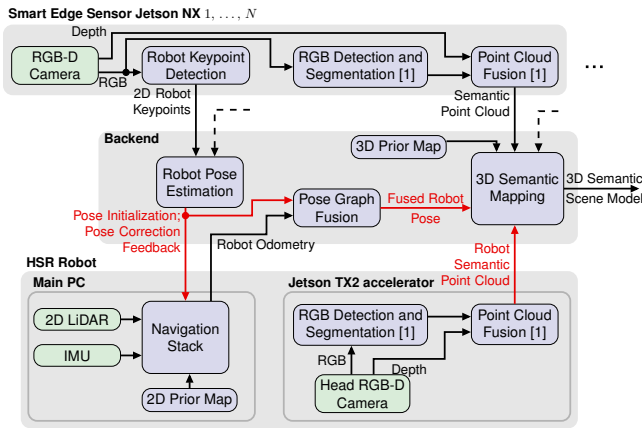 Smart Edge Sensor Jetson NX 1, ..., N
Depth
RGB-D
Camera
RGB
Robot Keypoint
Detection
RGB Detection and
Segmentation [1]
Point Cloud
Fusion [1]
...
2D Robot
Keypoints
Semantic
Point Cloud
Backend
3D Prior Map
Robot Pose
Estimation
Pose Graph
Fusion
Fused Robot
Pose
3D Semantic
Mapping
3D Semantic
Scene Model
Pose Initialization;
Pose Correction
Feedback
Robot Odometry
Robot
Semantic
Point Cloud
HSR Robot
Main PC
2D LiDAR
IMU
Navigation
Stack
2D Prior Map
Jetson TX2 accelerator
RGB Detection and
Segmentation [1]
Point Cloud
Fusion [1]
RGB
Depth
Head RGB-D
Camera